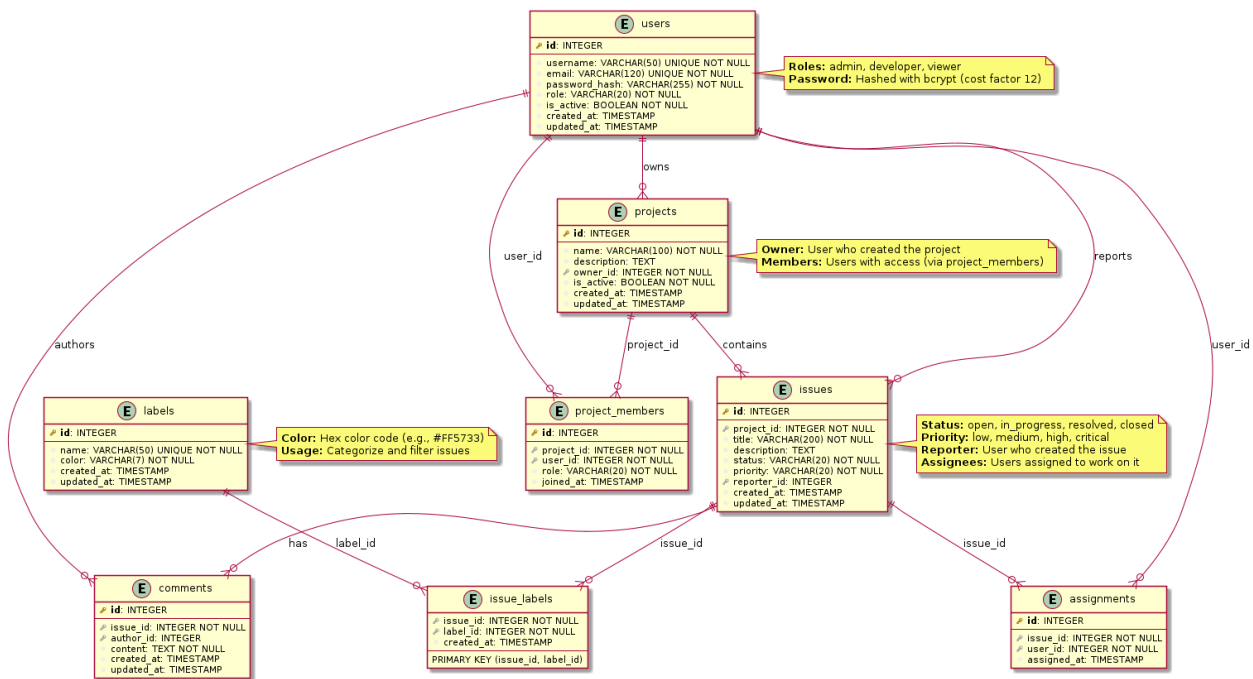 E users
id: INTEGER
username: VARCHAR(50) UNIQUE NOT NULL
email: VARCHAR(120) UNIQUE NOT NULL
password_hash: VARCHAR(255) NOT NULL
role: VARCHAR(20) NOT NULL
is_active: BOOLEAN NOT NULL
created_at: TIMESTAMP
updated_at: TIMESTAMP
Roles: admin, developer, viewer
Password: Hashed with bcrypt (cost factor 12)
owns
E projects
id: INTEGER
name: VARCHAR(100) NOT NULL
description: TEXT
owner_id: INTEGER NOT NULL
is_active: BOOLEAN NOT NULL
created_at: TIMESTAMP
updated_at: TIMESTAMP
Owner: User who created the project
Members: Users with access (via project_members)
user_id
reports
authors
project_id
contains
user_id
E labels
id: INTEGER
name: VARCHAR(50) UNIQUE NOT NULL
color: VARCHAR(7) NOT NULL
created_at: TIMESTAMP
updated_at: TIMESTAMP
Color: Hex color code (e.g., #FF5733)
Usage: Categorize and filter issues
E project_members
id: INTEGER
project_id: INTEGER NOT NULL
user_id: INTEGER NOT NULL
role: VARCHAR(20) NOT NULL
joined_at: TIMESTAMP
E issues
id: INTEGER
project_id: INTEGER NOT NULL
title: VARCHAR(200) NOT NULL
description: TEXT
status: VARCHAR(20) NOT NULL
priority: VARCHAR(20) NOT NULL
reporter_id: INTEGER
created_at: TIMESTAMP
updated_at: TIMESTAMP
Status: open, in_progress, resolved, closed
Priority: low, medium, high, critical
Reporter: User who created the issue
Assignees: Users assigned to work on it
has
label_id
issue_id
issue_id
E comments
id: INTEGER
issue_id: INTEGER NOT NULL
author_id: INTEGER
content: TEXT NOT NULL
created_at: TIMESTAMP
updated_at: TIMESTAMP
E issue_labels
issue_id: INTEGER NOT NULL
label_id: INTEGER NOT NULL
created_at: TIMESTAMP
PRIMARY KEY (issue_id, label_id)
E assignments
id: INTEGER
issue_id: INTEGER NOT NULL
user_id: INTEGER NOT NULL
assigned_at: TIMESTAMP